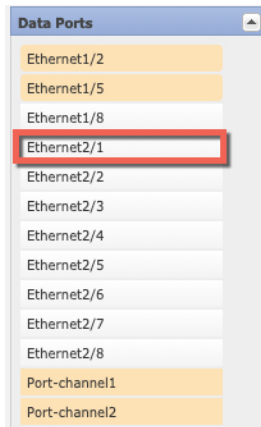 Data Ports
Ethernet1/2
Ethernet1/5
Ethernet1/8
Ethernet2/1
Ethernet2/2
Ethernet2/3
Ethernet2/4
Ethernet2/5
Ethernet2/6
Ethernet2/7
Ethernet2/8
Port-channel1
Port-channel2